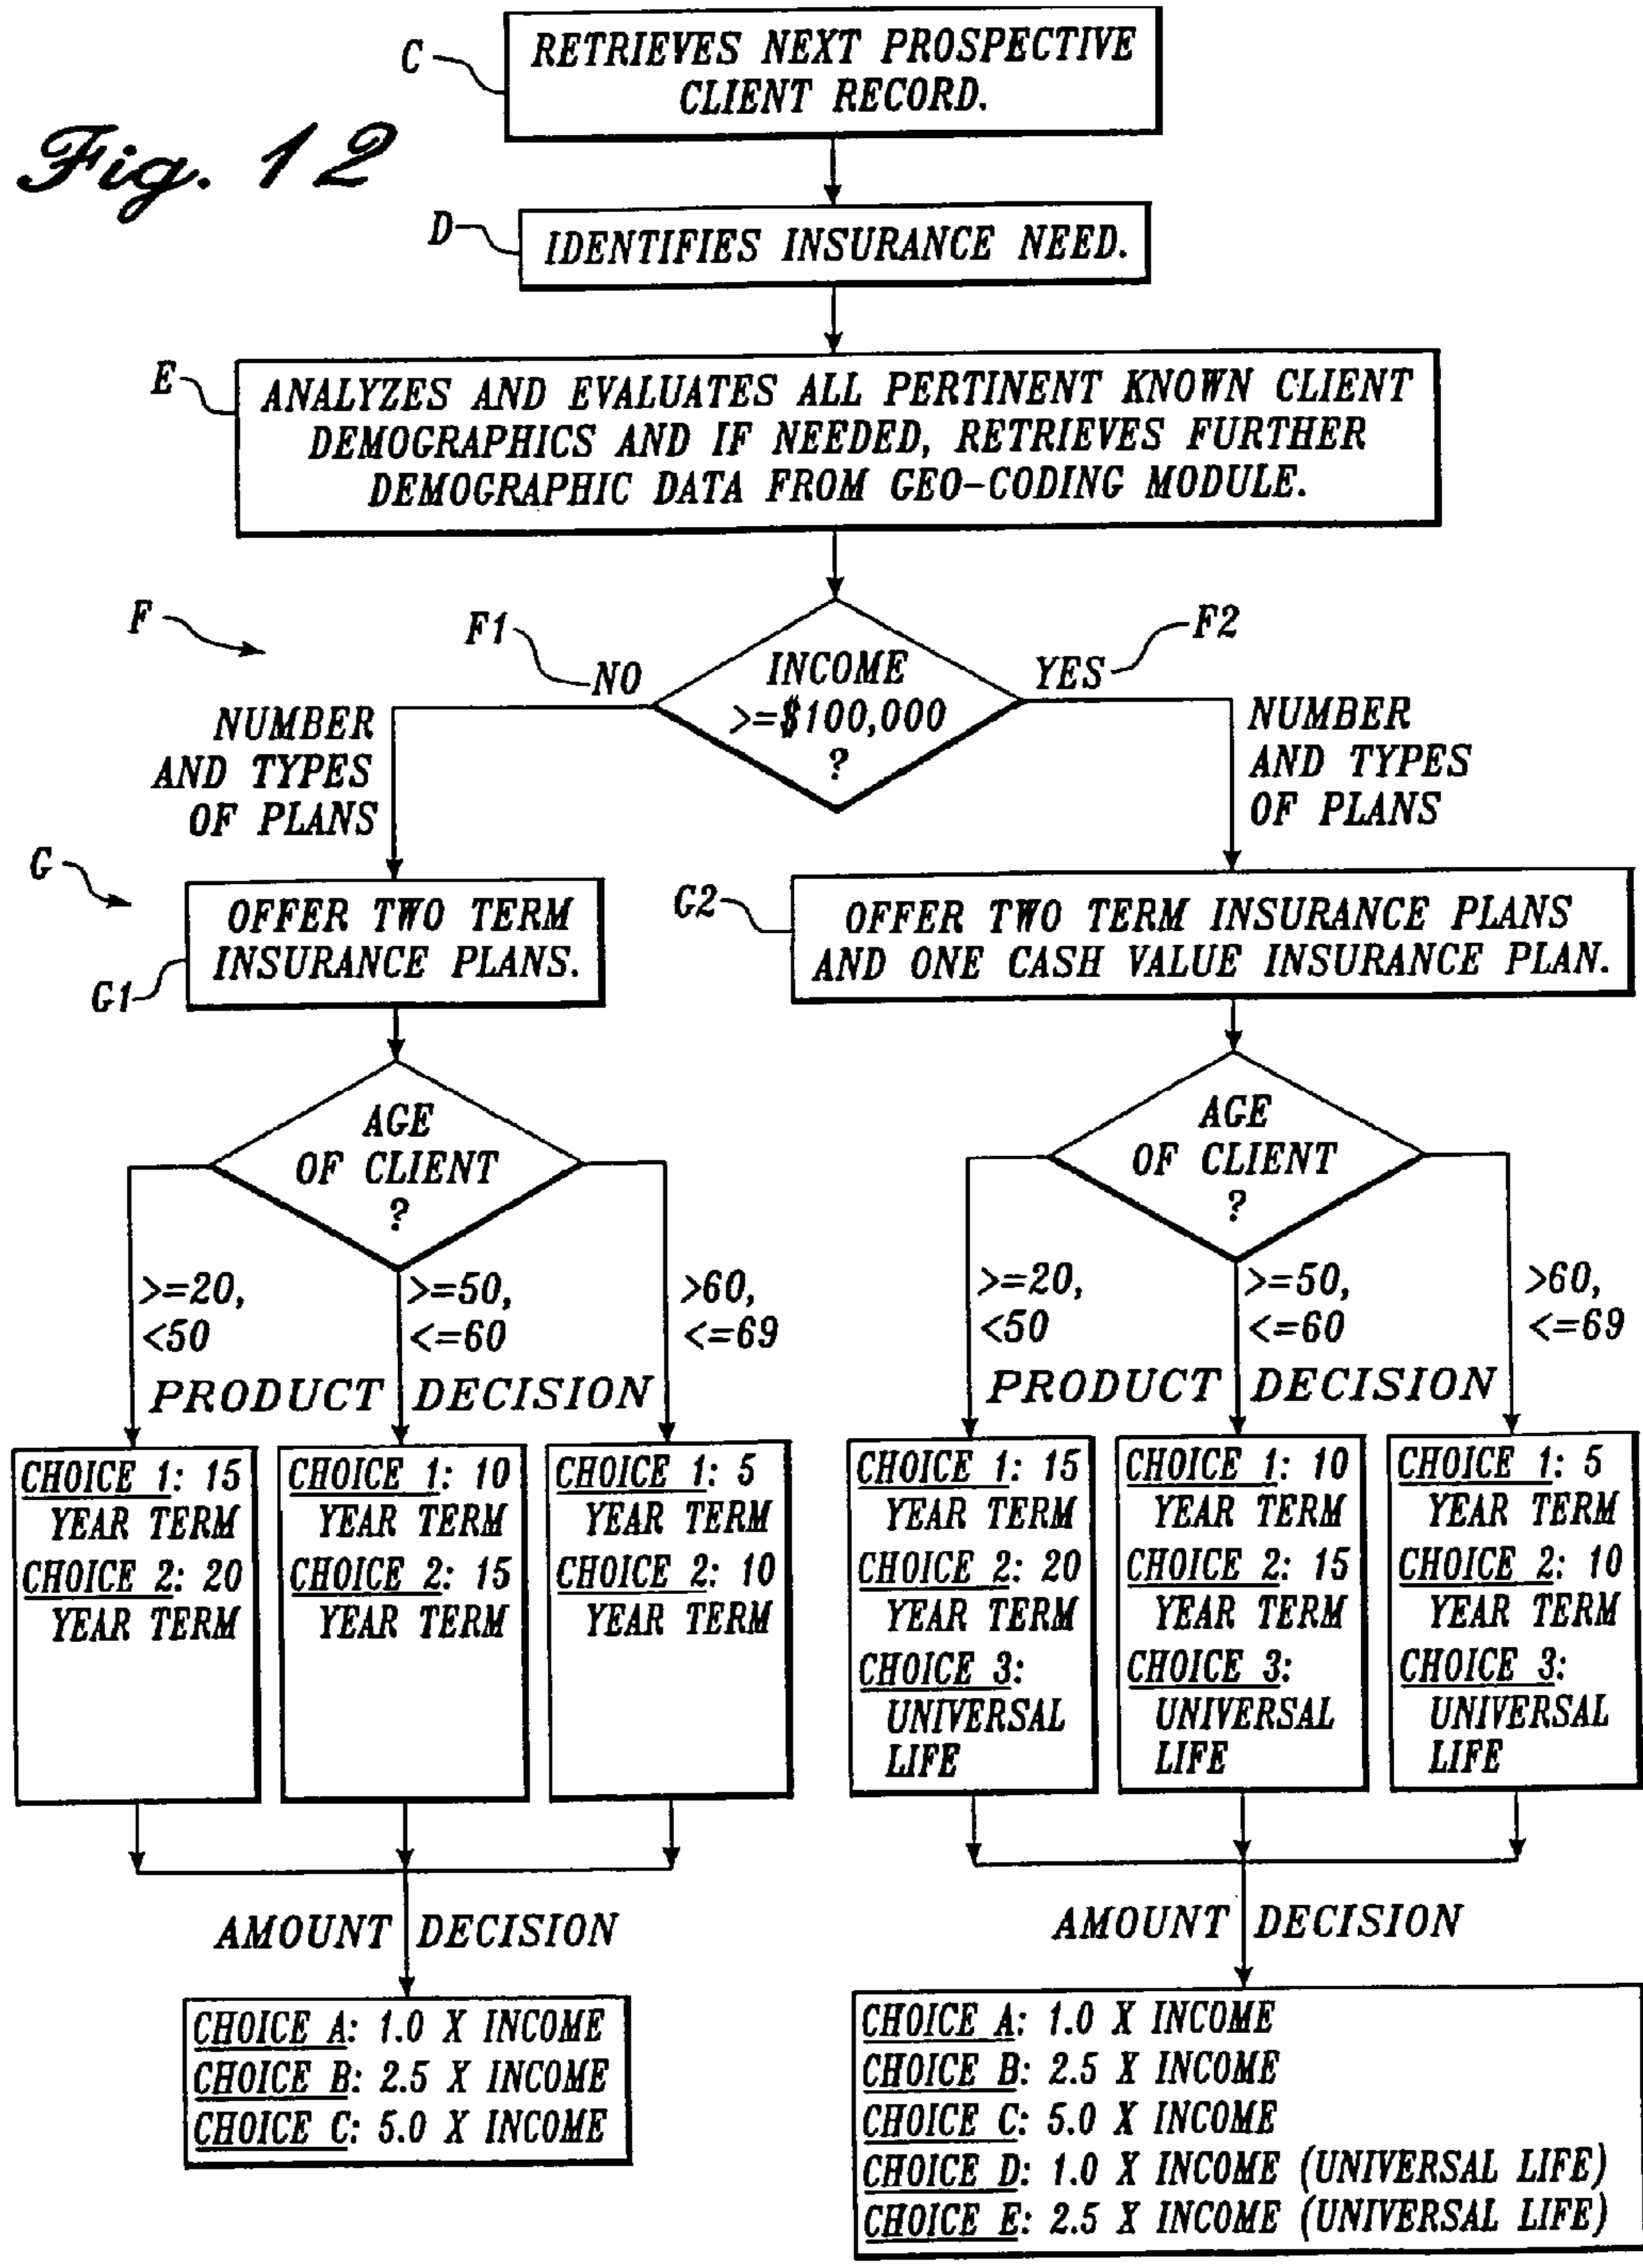 Fig. 12
C
RETRIEVES NEXT PROSPECTIVE
CLIENT RECORD.
D
IDENTIFIES INSURANCE NEED.
E
ANALYZES AND EVALUATES ALL PERTINENT KNOWN CLIENT
DEMOGRAPHICS AND IF NEEDED, RETRIEVES FURTHER
DEMOGRAPHIC DATA FROM GEO-CODING MODULE.
F
F1
NO
INCOME
>=$100,000
?
YES
F2
NUMBER
AND TYPES
OF PLANS
NUMBER
AND TYPES
OF PLANS
G
G1
OFFER TWO TERM
INSURANCE PLANS.
G2
OFFER TWO TERM INSURANCE PLANS
AND ONE CASH VALUE INSURANCE PLAN.
AGE
OF CLIENT
?
>=20,
<50
>=50,
<=60
>60,
<=69
PRODUCT DECISION
CHOICE 1: 15
YEAR TERM
CHOICE 2: 20
YEAR TERM
CHOICE 1: 10
YEAR TERM
CHOICE 2: 15
YEAR TERM
CHOICE 1: 5
YEAR TERM
CHOICE 2: 10
YEAR TERM
AMOUNT DECISION
CHOICE A: 1.0 X INCOME
CHOICE B: 2.5 X INCOME
CHOICE C: 5.0 X INCOME
AGE
OF CLIENT
?
>=20,
<50
>=50,
<=60
>60,
<=69
PRODUCT DECISION
CHOICE 1: 15
YEAR TERM
CHOICE 2: 20
YEAR TERM
CHOICE 3:
UNIVERSAL
LIFE
CHOICE 1: 10
YEAR TERM
CHOICE 2: 15
YEAR TERM
CHOICE 3:
UNIVERSAL
LIFE
CHOICE 1: 5
YEAR TERM
CHOICE 2: 10
YEAR TERM
CHOICE 3:
UNIVERSAL
LIFE
AMOUNT DECISION
CHOICE A: 1.0 X INCOME
CHOICE B: 2.5 X INCOME
CHOICE C: 5.0 X INCOME
CHOICE D: 1.0 X INCOME (UNIVERSAL LIFE)
CHOICE E: 2.5 X INCOME (UNIVERSAL LIFE)